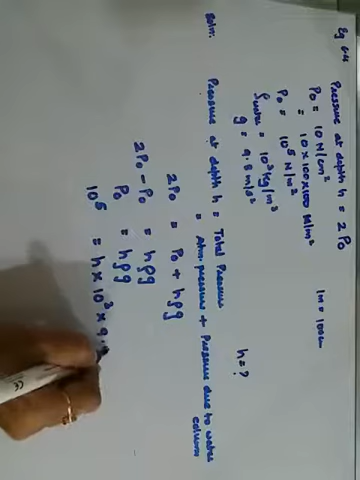 Eg 6.4 Pressure at depth h = 2 P₀
P₀ = 10 N/cm² 1m = 100cm
= 10 × 100×100 N/m²
P₀ = 10⁵ N/m²
ρwater = 10³ kg/m³
g = 9.8 m/s² h = ?
Soln. Pressure at depth h = Total Pressure
= Atm. pressure + Pressure due to water column
2P₀ = P₀ + hρg
2P₀ - P₀ = hρg
P₀ = hρg
10⁵ = h × 10³ × 9.